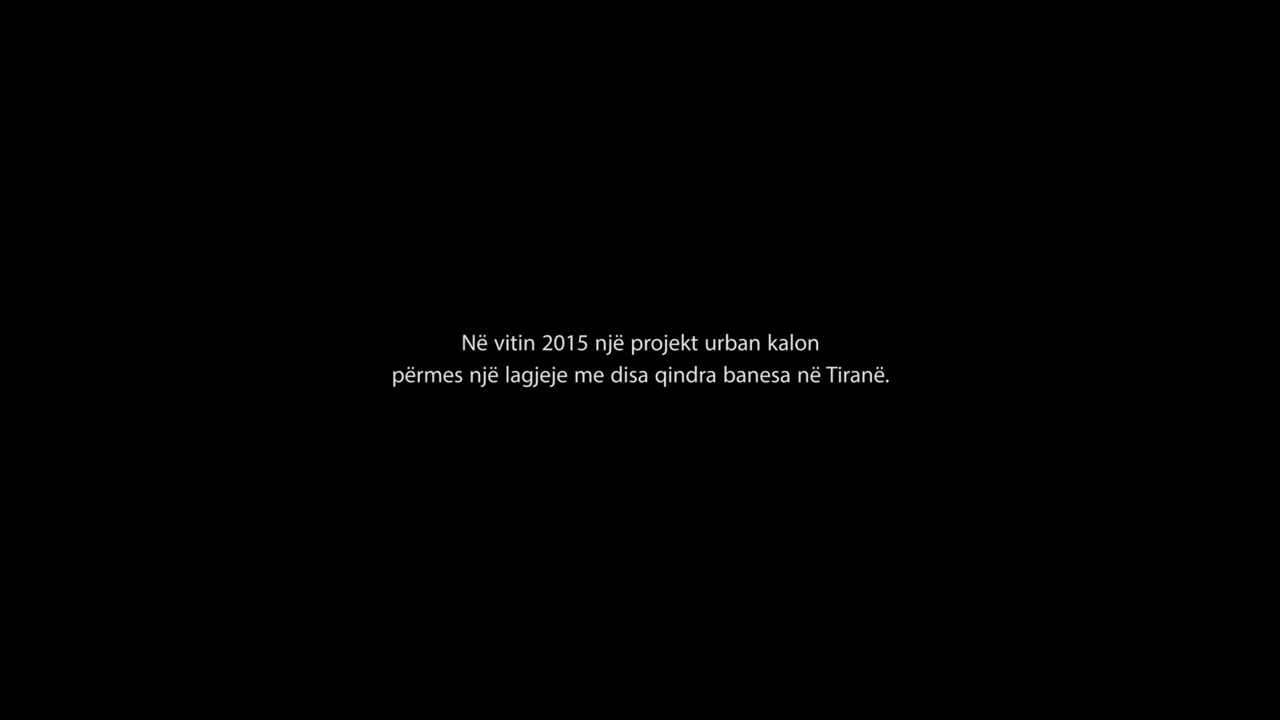 Në vitin 2015 një projekt urban kalon
përmes një lagjeje me disa qindra banesa në Tiranë.